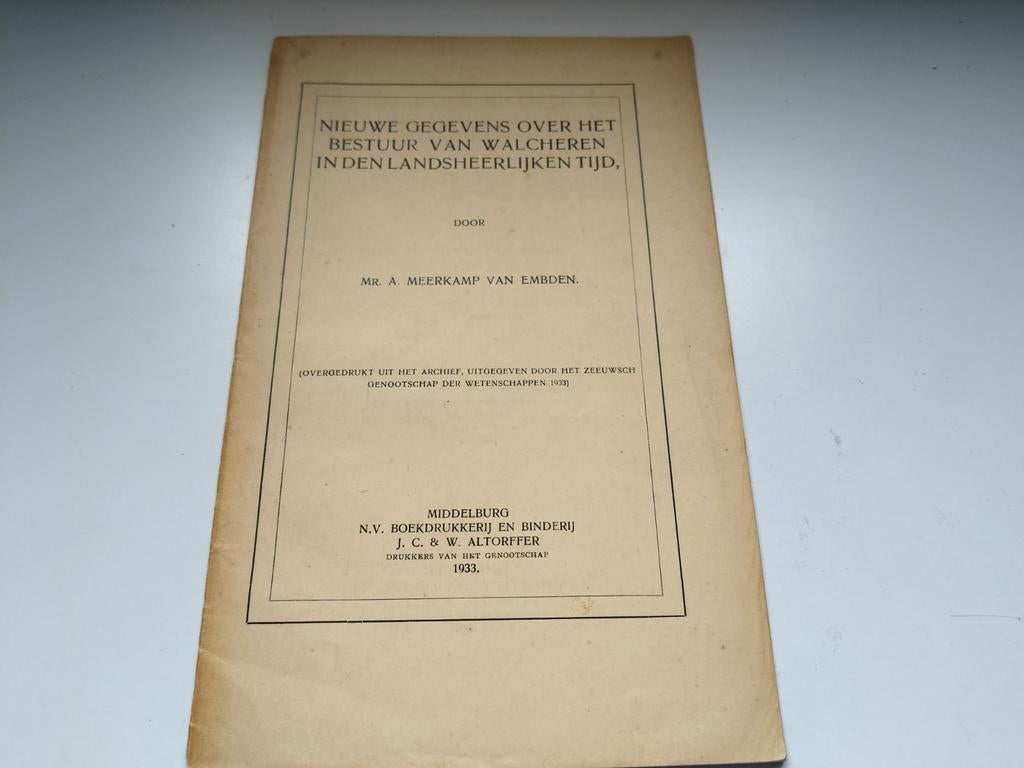 NIEUWE GEGEVENS OVER HET
BESTUUR VAN WALCHEREN
IN DEN LANDSHEERLIJKEN TIJD,
DOOR
MR. A. MEERKAMP VAN EMBDEN.
(OVERGEDRUKT UIT HET ARCHIEF, UITGEGEVEN DOOR HET ZEEUWSCH
GENOOTSCHAP DER WETENSCHAPPEN 1933)
MIDDELBURG
N.V. BOEKDRUKKERIJ EN BINDERIJ
J. C. & W. ALTORFFER
DRUKKERS VAN HET GENOOTSCHAP
1933.